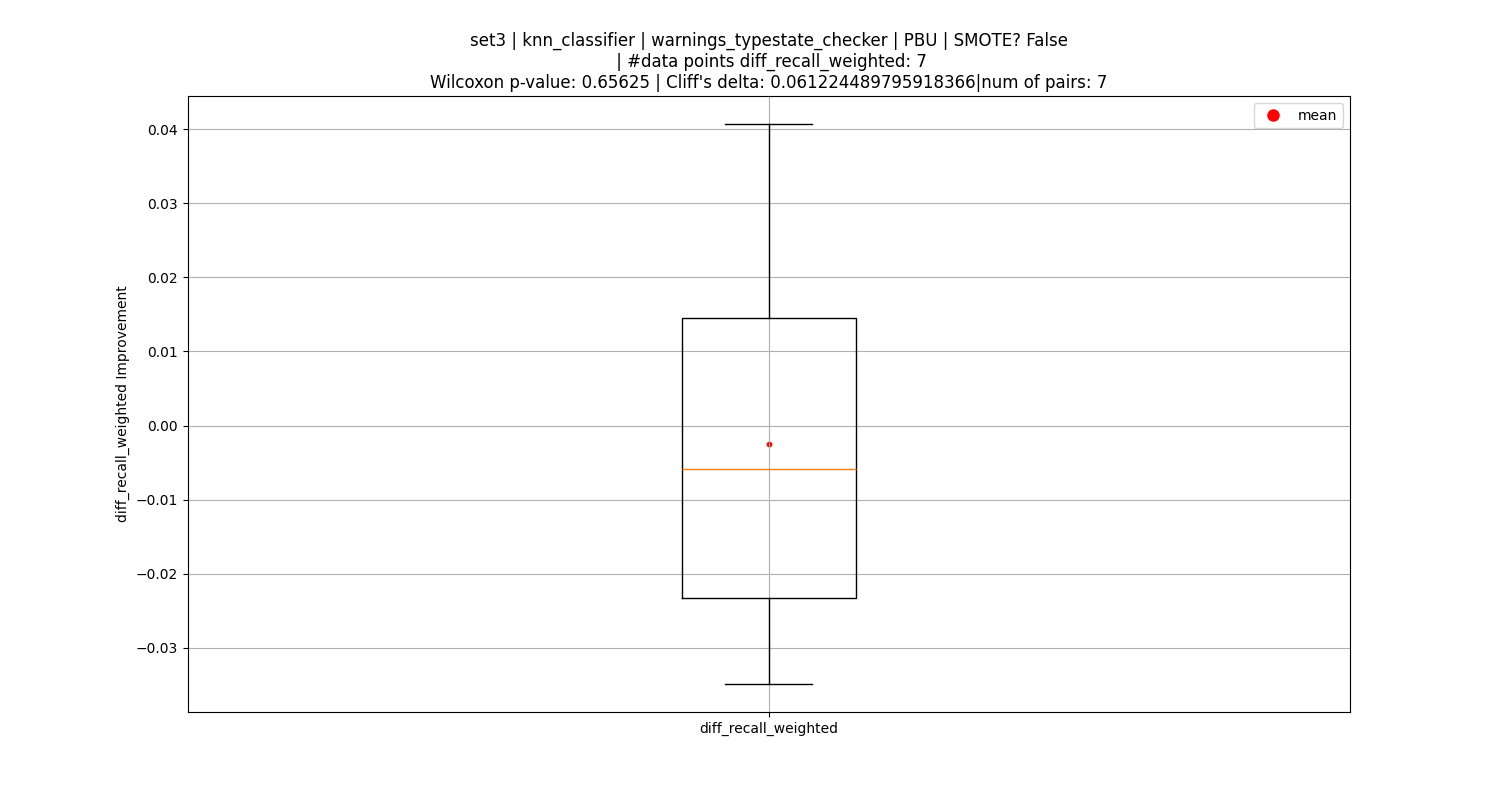 set3 | knn_classifier | warnings_typestate_checker | PBU | SMOTE? False
| #data points diff_recall_weighted: 7
Wilcoxon p-value: 0.65625 | Cliff's delta: 0.061224489795918366|num of pairs: 7
mean
0.04
0.03
0.02
0.01
0.00
−0.01
−0.02
−0.03
diff_recall_weighted Improvement
diff_recall_weighted